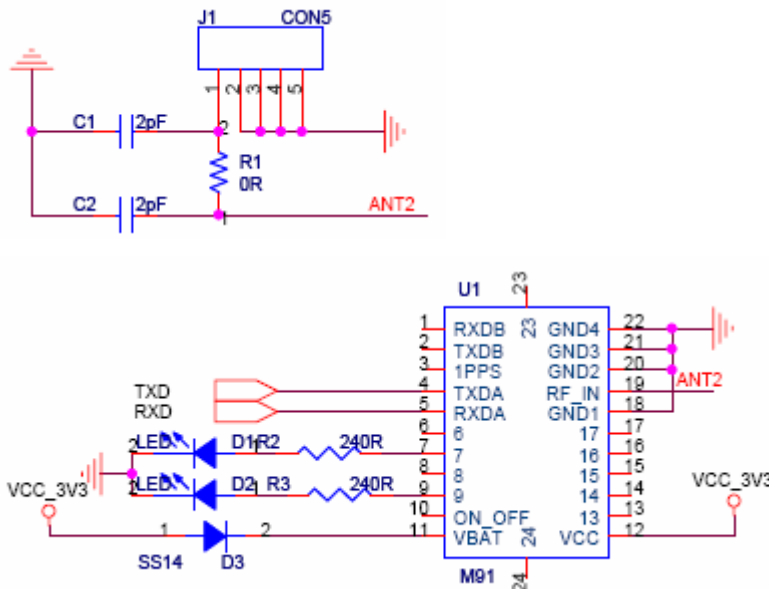 J1 CON5
1 2 3 4 5
C1 2pF 2
R1
0R
C2 2pF 1 ANT2
U1 23
1 RXDB 23 GND4 22
2 TXDB GND3 21
3 1PPS GND2 20
TXD 4 TXDA RF_IN 19 ANT2
RXD 5 RXDA GND1 18
6 6 17 17
2 LED D1 1 R2 240R 7 7 16 16
8 8 15 15
VCC_3V3 2 LED D2 1 R3 240R 9 9 14 14 VCC_3V3
10 ON_OFF 13 13
1 2 11 VBAT 24 VCC 12
SS14 D3
M91 24